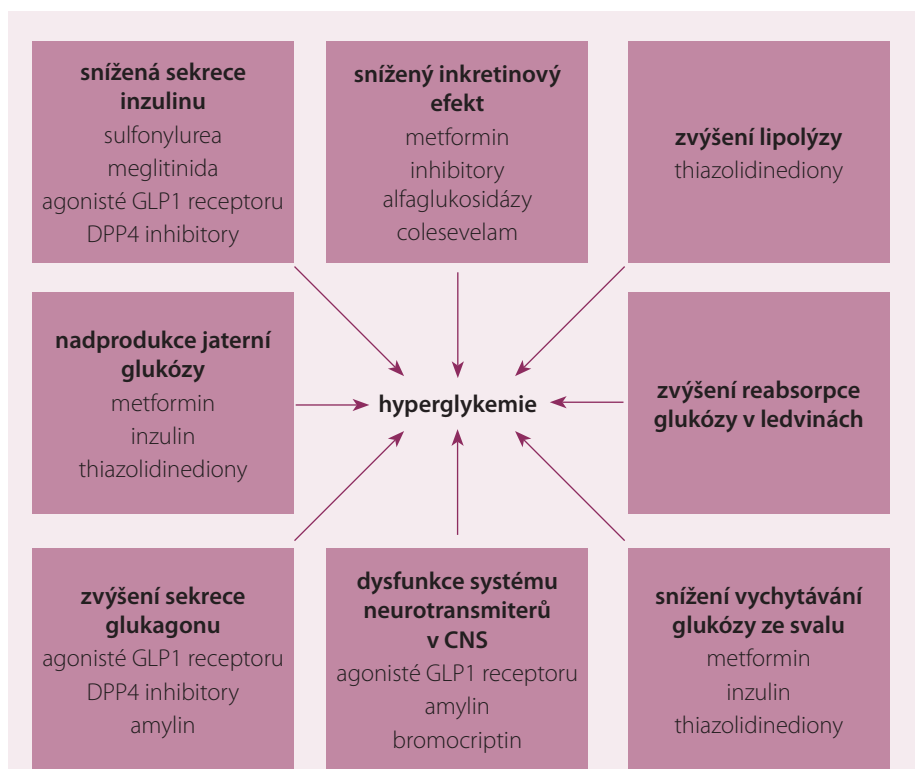 snížená sekrece
inzulinu
sulfonylurea
meglitinida
agonisté GLP1 receptoru
DPP4 inhibitory
snížený inkretinový
efekt
metformin
inhibitory
alfaglukosidázy
colesevelam
zvýšení lipolýzy
thiazolidinediony
nadprodukce jaterní
glukózy
metformin
inzulin
thiazolidinediony
hyperglykemie
zvýšení reabsorpce
glukózy v ledvinách
zvýšení sekrece
glukagonu
agonisté GLP1 receptoru
DPP4 inhibitory
amylin
dysfunkce systému
neurotransmiterů
v CNS
agonisté GLP1 receptoru
amylin
bromocriptin
snížení vychytávání
glukózy ze svalu
metformin
inzulin
thiazolidinediony